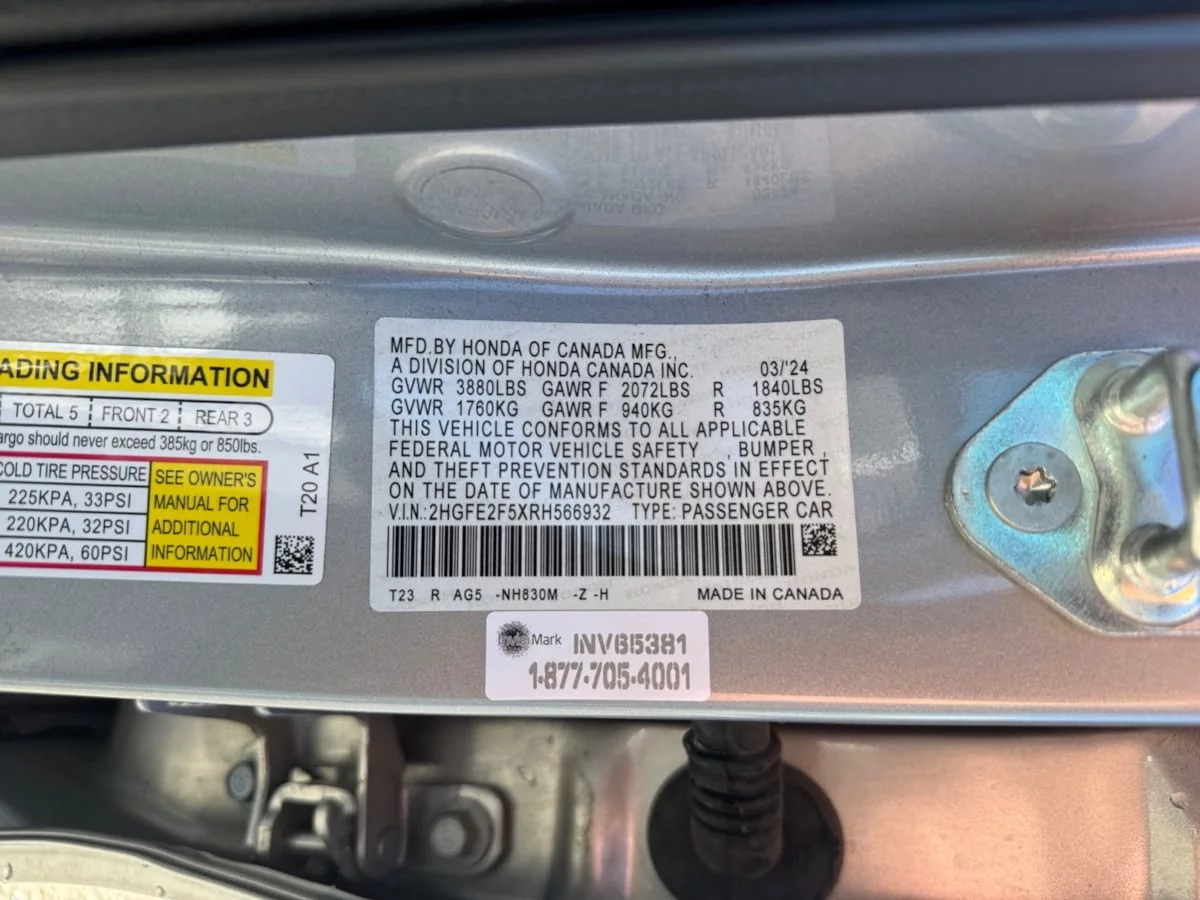 ADING INFORMATION
TOTAL 5 FRONT 2 REAR 3
argo should never exceed 385kg or 850lbs.
COLD TIRE PRESSURE
225KPA, 33PSI
220KPA, 32PSI
420KPA, 60PSI
SEE OWNER'S
MANUAL FOR
ADDITIONAL
INFORMATION
T20 A1
MFD.BY HONDA OF CANADA MFG.,
A DIVISION OF HONDA CANADA INC. 03/'24
GVWR 3880LBS GAWR F 2072LBS R 1840LBS
GVWR 1760KG GAWR F 940KG R 835KG
THIS VEHICLE CONFORMS TO ALL APPLICABLE
FEDERAL MOTOR VEHICLE SAFETY , BUMPER ,
AND THEFT PREVENTION STANDARDS IN EFFECT
ON THE DATE OF MANUFACTURE SHOWN ABOVE.
V.I.N.:2HGFE2F5XRH566932 TYPE: PASSENGER CAR
T23 R AG5 -NH830M -Z -H MADE IN CANADA
Mark INV65381
1-877-705-4001